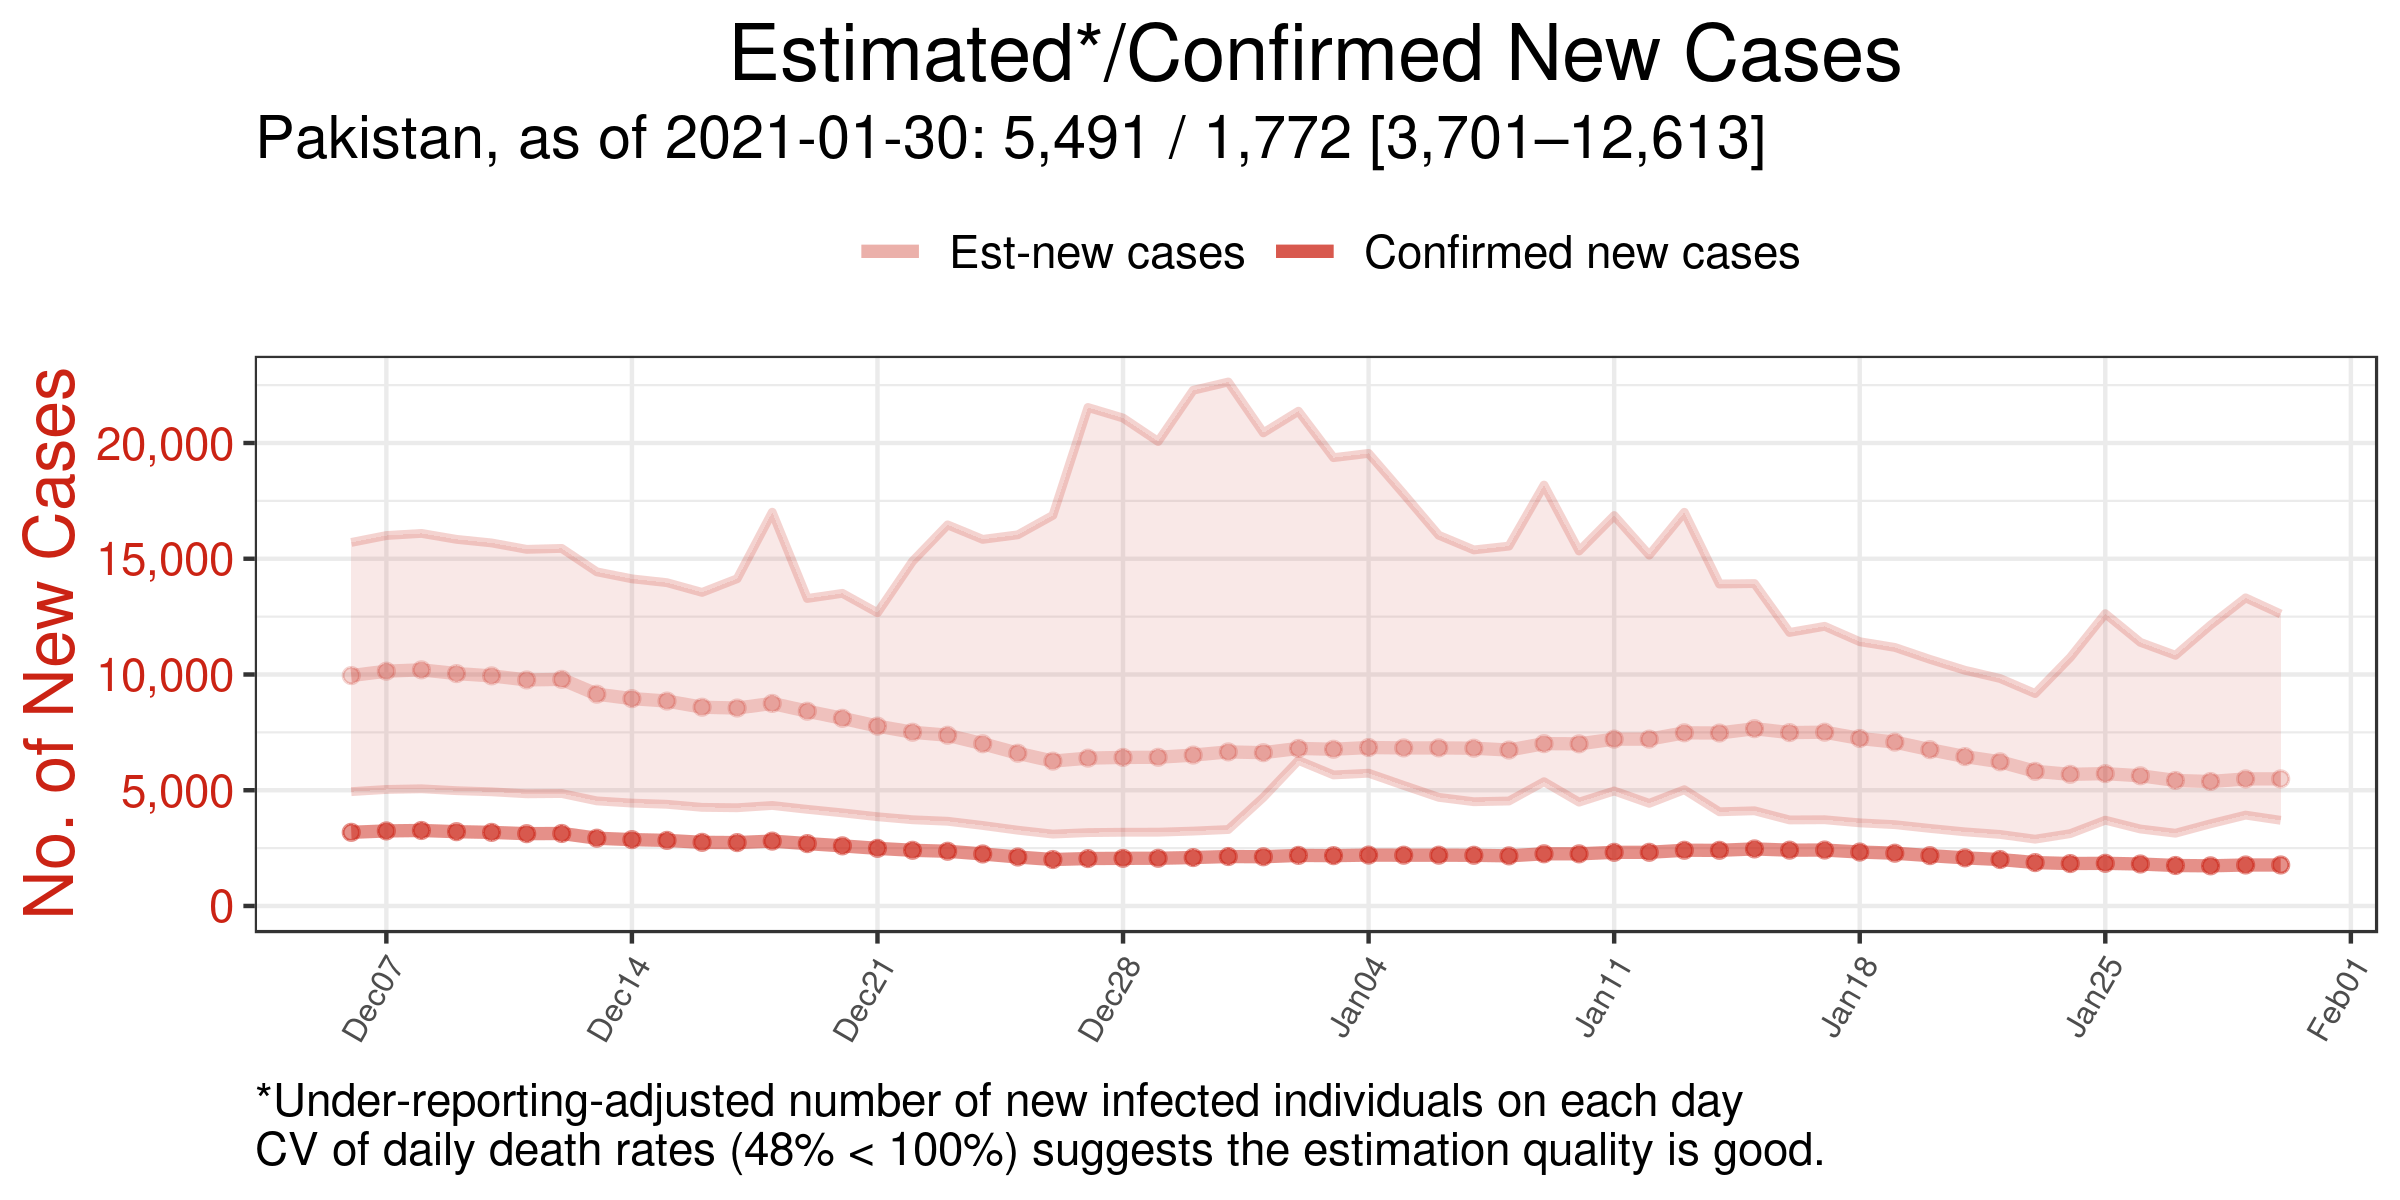 Estimated*/Confirmed New Cases
Pakistan, as of 2021-01-30: 5,491 / 1,772 [3,701–12,613]
Est-new cases Confirmed new cases
No. of New Cases
20,000
15,000
10,000
5,000
0
Dec07 Dec14 Dec21 Dec28 Jan04 Jan11 Jan18 Jan25 Feb01
*Under-reporting-adjusted number of new infected individuals on each day
CV of daily death rates (48% < 100%) suggests the estimation quality is good.